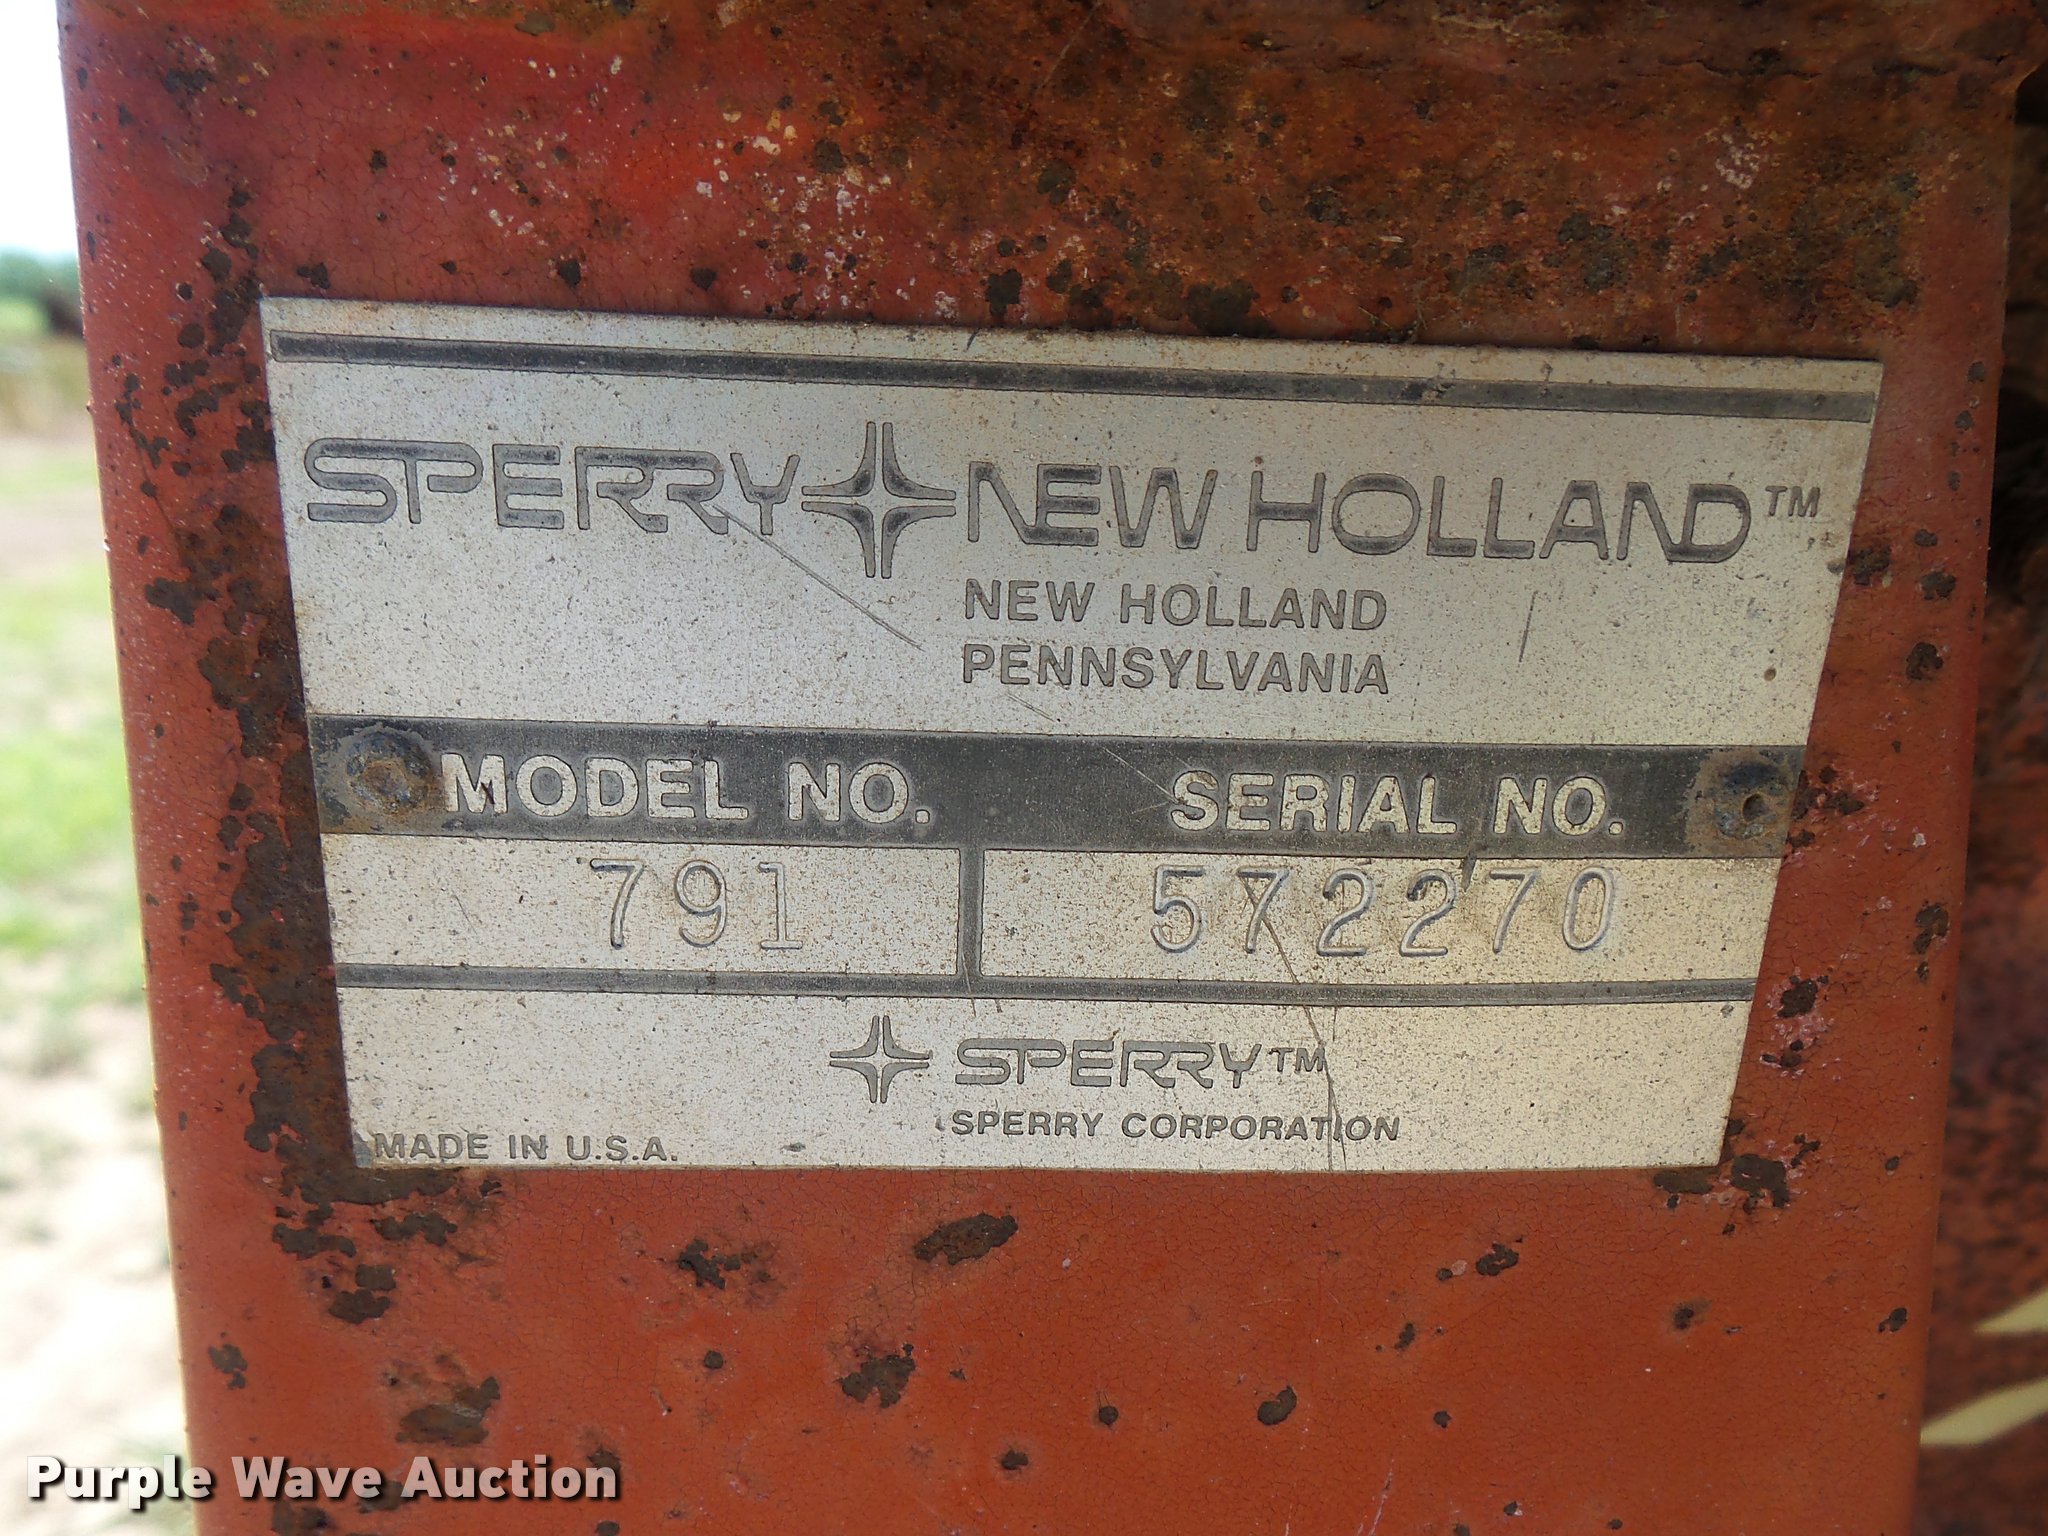 SPERRY NEW HOLLAND™
NEW HOLLAND
PENNSYLVANIA
MODEL NO. SERIAL NO.
791 572270
SPERRY™
SPERRY CORPORATION
MADE IN U.S.A.
Purple Wave Auction